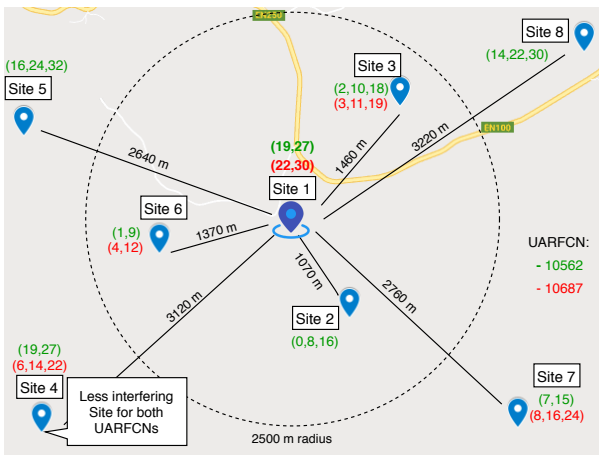 Site 8
(14,22,30)
(16,24,32)
Site 5
Site 3
(2,10,18)
(3,11,19)
EN100
3220 m
1460 m
2640 m
(19,27)
(22,30)
Site 1
Site 6
(1,9)
(4,12)
1370 m
1070 m
2760 m
3120 m
UARFCN:
- 10562
- 10687
Site 2
(0,8,16)
(19,27)
(6,14,22)
Site 4
Less interfering
Site for both
UARFCNs
Site 7
(7,15)
(8,16,24)
2500 m radius